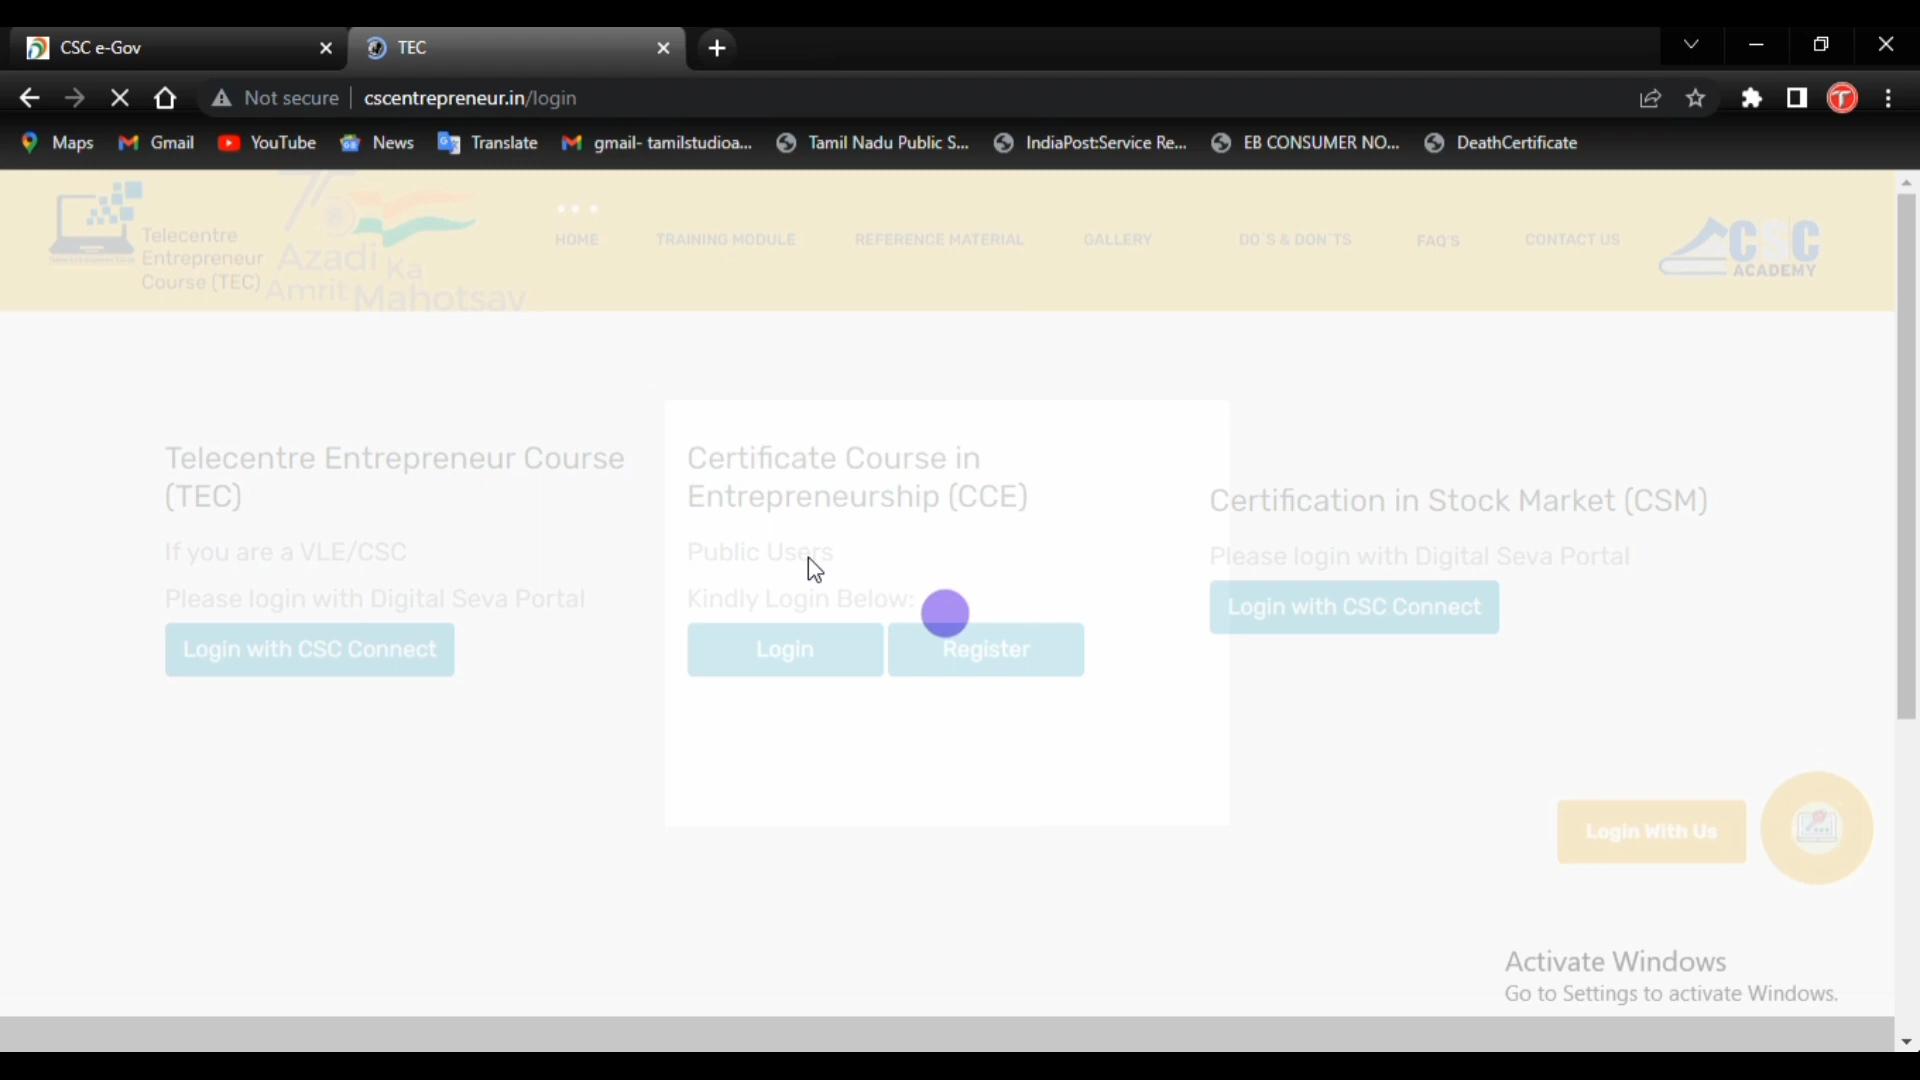 CSC e-Gov
TEC
Not secure
cscentrepreneur.in/login
Maps
Gmail
YouTube
News
Translate
gmail- tamilstudioa...
Tamil Nadu Public S...
IndiaPost:Service Re...
EB CONSUMER NO...
DeathCertificate
Telecentre
Entrepreneur
Course (TEC)
Azadi Ka
Amrit Mahotsav
HOME
TRAINING MODULE
REFERENCE MATERIAL
GALLERY
DO`S & DON`TS
FAQ'S
CONTACT US
CSC
ACADEMY
Telecentre Entrepreneur Course
(TEC)
If you are a VLE/CSC
Please login with Digital Seva Portal
Login with CSC Connect
Certificate Course in
Entrepreneurship (CCE)
Public Users
Kindly Login Below:
Login
Register
Certification in Stock Market (CSM)
Please login with Digital Seva Portal
Login with CSC Connect
Login With Us
Activate Windows
Go to Settings to activate Windows.